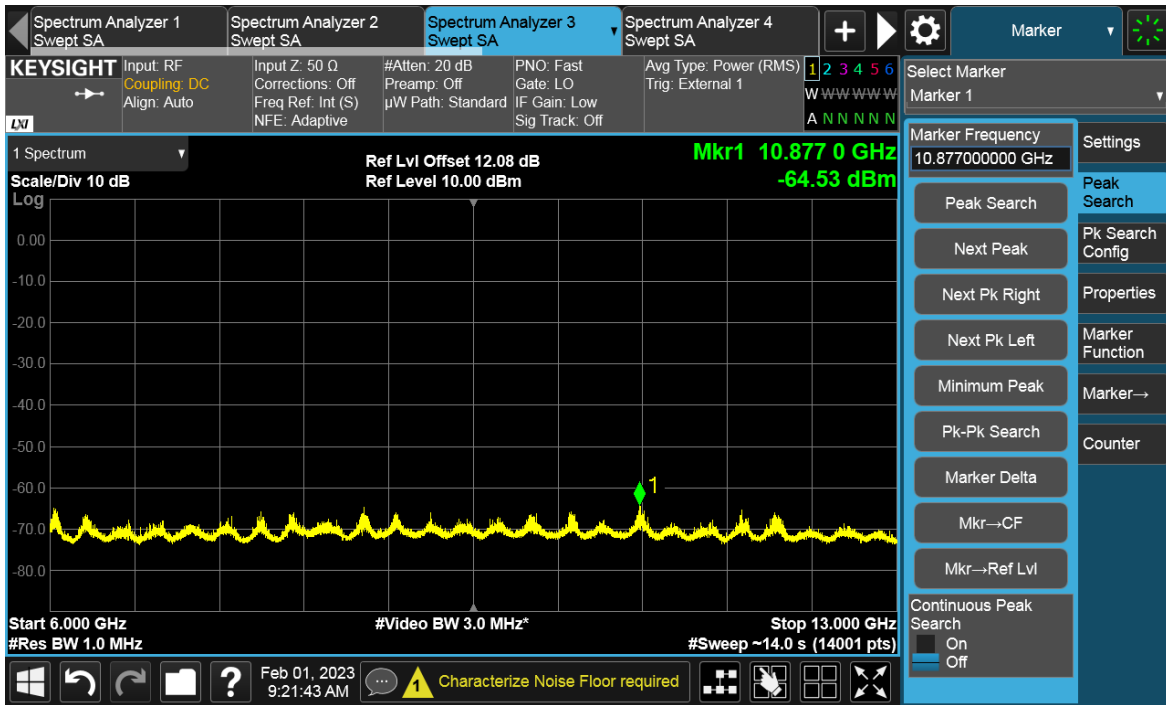 Spectrum Analyzer 1
Swept SA
Spectrum Analyzer 2
Swept SA
Spectrum Analyzer 3
Swept SA
Spectrum Analyzer 4
Swept SA
+
Marker
KEYSIGHT
LXI
Input: RF
Coupling: DC
Align: Auto
Input Z: 50 Ω
Corrections: Off
Freq Ref: Int (S)
NFE: Adaptive
#Atten: 20 dB
Preamp: Off
µW Path: Standard
PNO: Fast
Gate: LO
IF Gain: Low
Sig Track: Off
Avg Type: Power (RMS)
Trig: External 1
1 2 3 4 5 6
W W W W W W
A N N N N N
Select Marker
Marker 1
1 Spectrum
Scale/Div 10 dB
Log
Ref Lvl Offset 12.08 dB
Ref Level 10.00 dBm
Mkr1 10.877 0 GHz
-64.53 dBm
0.00
-10.0
-20.0
-30.0
-40.0
-50.0
-60.0
-70.0
-80.0
1
Start 6.000 GHz
#Res BW 1.0 MHz
#Video BW 3.0 MHz*
Stop 13.000 GHz
#Sweep ~14.0 s (14001 pts)
Marker Frequency
10.877000000 GHz
Peak Search
Next Peak
Next Pk Right
Next Pk Left
Minimum Peak
Pk-Pk Search
Marker Delta
Mkr→CF
Mkr→Ref Lvl
Continuous Peak
Search
On
Off
Settings
Peak
Search
Pk Search
Config
Properties
Marker
Function
Marker→
Counter
?
Feb 01, 2023
9:21:43 AM
1
Characterize Noise Floor required